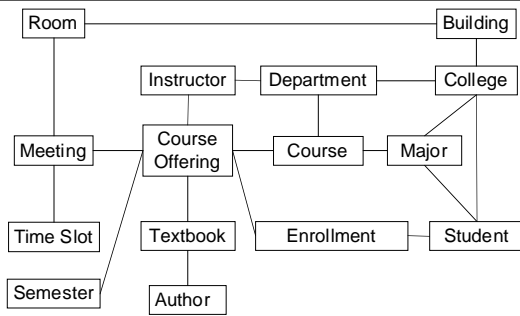 Room
Building
Instructor
Department
College
Meeting
Course
Offering
Course
Major
Time Slot
Textbook
Enrollment
Student
Semester
Author